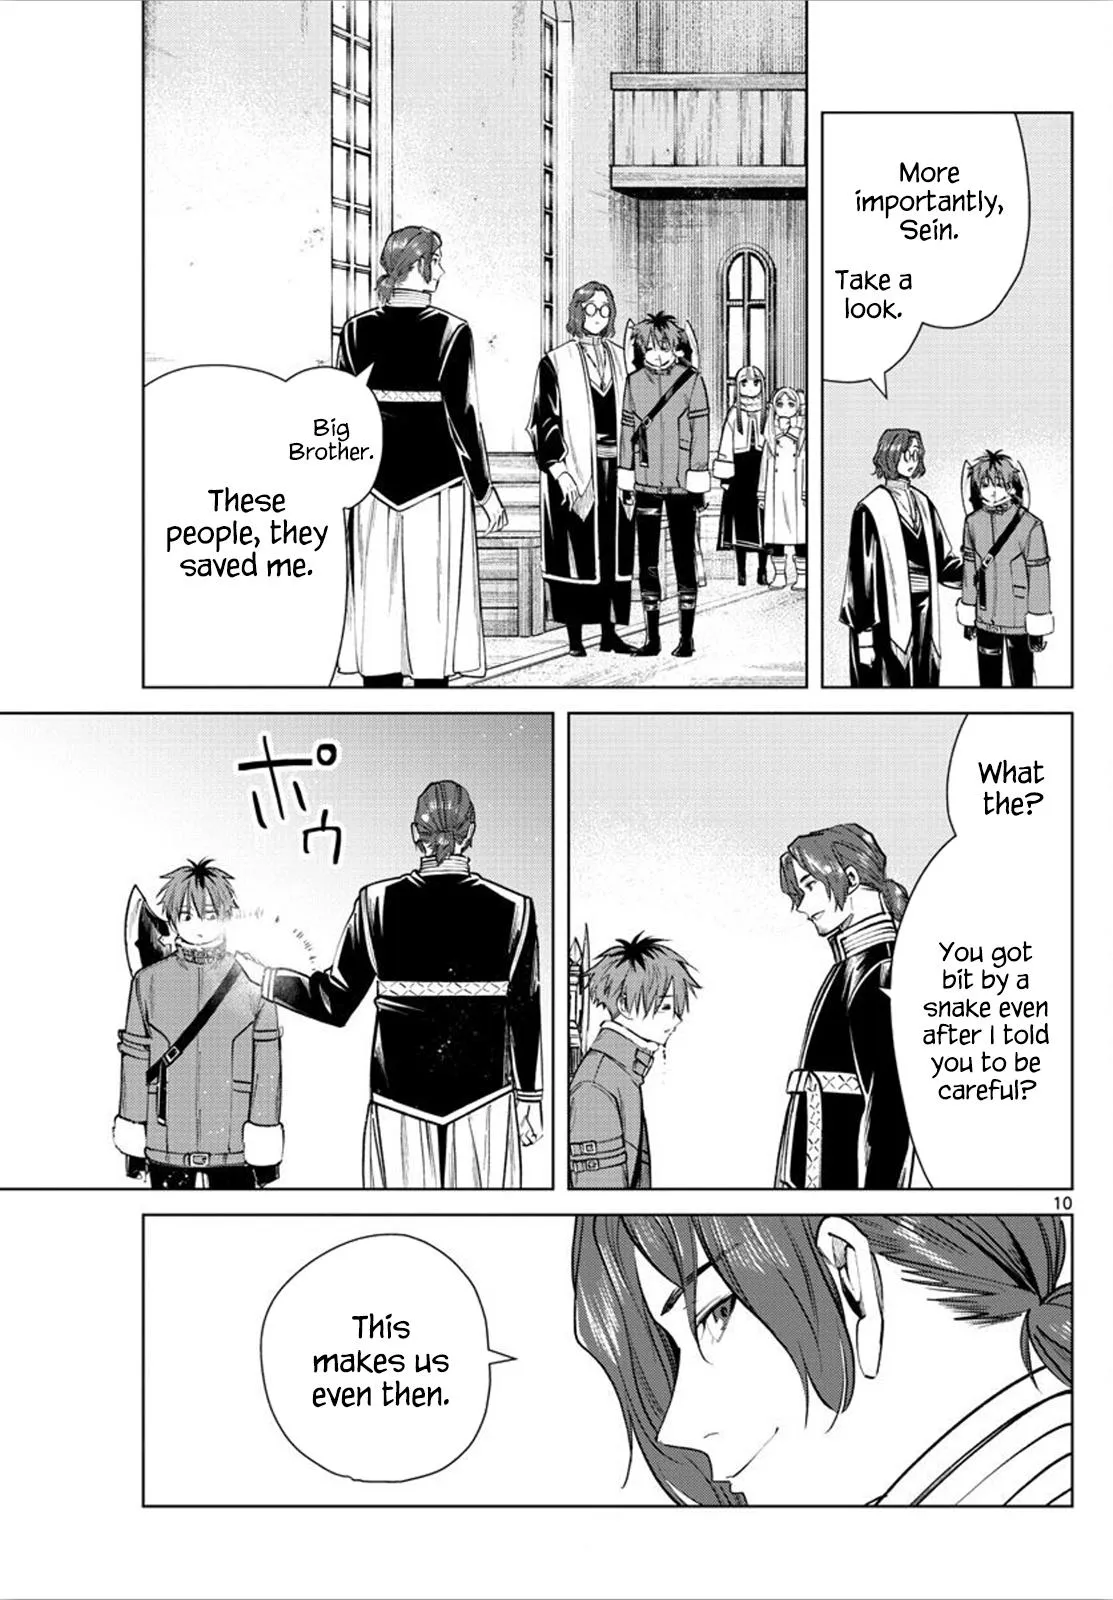 More
importantly,
Sein.
Take a
look.
Big
Brother.
These
people, they
saved me.
What
the?
You got
bit by a
snake even
after I told
you to be
careful?
ポゥ
10
This
makes us
even then.